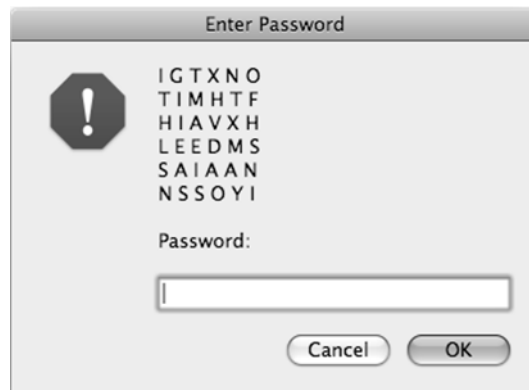 Enter Password
I G T X N O
T I M H T F
H I A V X H
L E E D M S
S A I A A N
N S S O Y I
Password:
Cancel OK